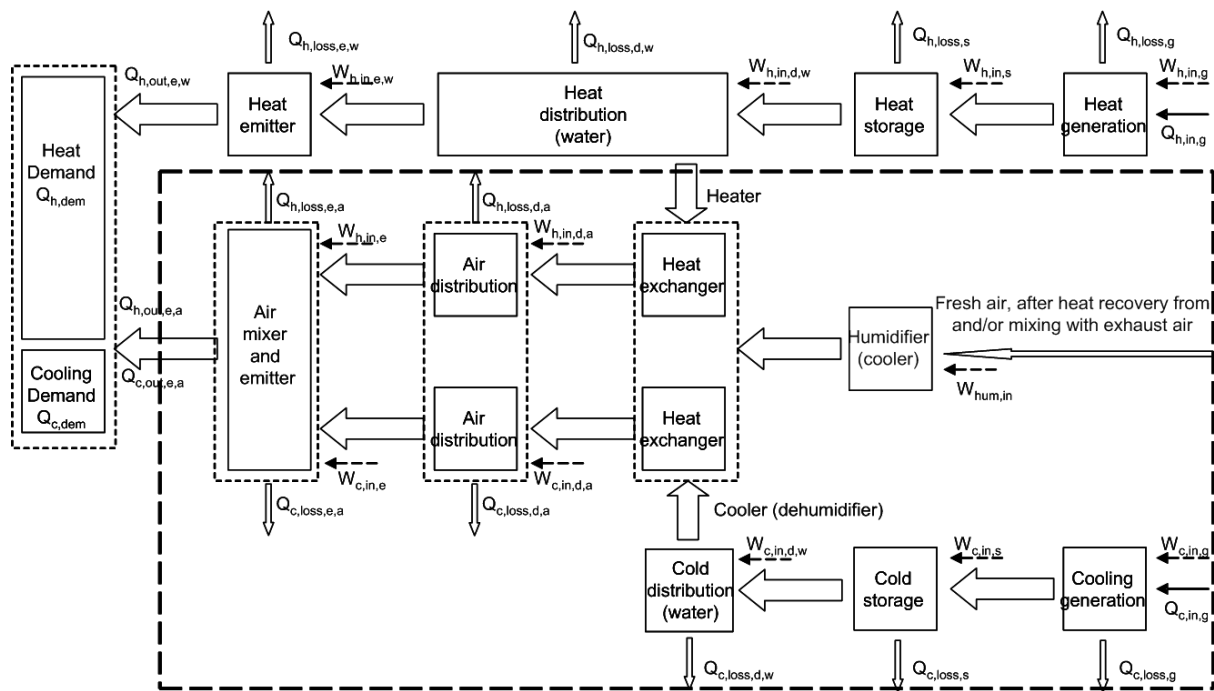 Q_h,loss,e,w
Q_h,loss,d,w
Q_h,loss,s
Q_h,loss,g
Q_h,out,e,w
W_h,in,e,w
W_h,in,d,w
W_h,in,s
W_h,in,g
Heat
emitter
Heat
distribution
(water)
Heat
storage
Heat
generation
Q_h,in,g
Heat
Demand
Q_h,dem
Q_h,loss,e,a
Q_h,loss,d,a
Heater
W_h,in,e
W_h,in,d,a
Air
distribution
Heat
exchanger
Q_h,out,e,a
Air
mixer
and
emitter
Humidifier
(cooler)
Fresh air, after heat recovery from
and/or mixing with exhaust air
Q_c,out,e,a
W_hum,in
Cooling
Demand
Q_c,dem
Air
distribution
Heat
exchanger
W_c,in,e
W_c,in,d,a
Q_c,loss,e,a
Q_c,loss,d,a
Cooler (dehumidifier)
W_c,in,d,w
W_c,in,s
W_c,in,g
Cold
distribution
(water)
Cold
storage
Cooling
generation
Q_c,in,g
Q_c,loss,d,w
Q_c,loss,s
Q_c,loss,g